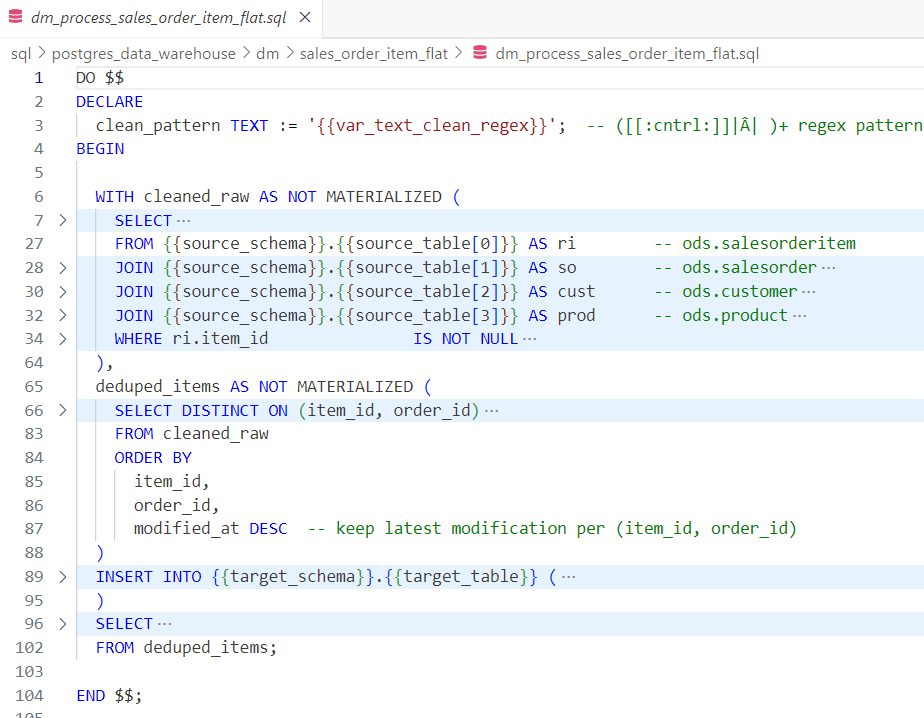 dm_process_sales_order_item_flat.sql ×
sql > postgres_data_warehouse > dm > sales_order_item_flat > dm_process_sales_order_item_flat.sql
1 DO $$
2 DECLARE
3 clean_pattern TEXT := '{{var_text_clean_regex}}'; -- ([[:cntrl:]]|Â| )+ regex pattern
4 BEGIN
5
6 WITH cleaned_raw AS NOT MATERIALIZED (
7 > SELECT ···
27 FROM {{source_schema}}.{{source_table[0]}} AS ri -- ods.salesorderitem
28 > JOIN {{source_schema}}.{{source_table[1]}} AS so -- ods.salesorder ···
30 > JOIN {{source_schema}}.{{source_table[2]}} AS cust -- ods.customer ···
32 > JOIN {{source_schema}}.{{source_table[3]}} AS prod -- ods.product ···
34 > WHERE ri.item_id IS NOT NULL ···
64 ),
65 deduped_items AS NOT MATERIALIZED (
66 > SELECT DISTINCT ON (item_id, order_id) ···
83 FROM cleaned_raw
84 ORDER BY
85 item_id,
86 order_id,
87 modified_at DESC -- keep latest modification per (item_id, order_id)
88 )
89 > INSERT INTO {{target_schema}}.{{target_table}} ( ···
95 )
96 > SELECT ···
102 FROM deduped_items;
103
104 END $$;
105